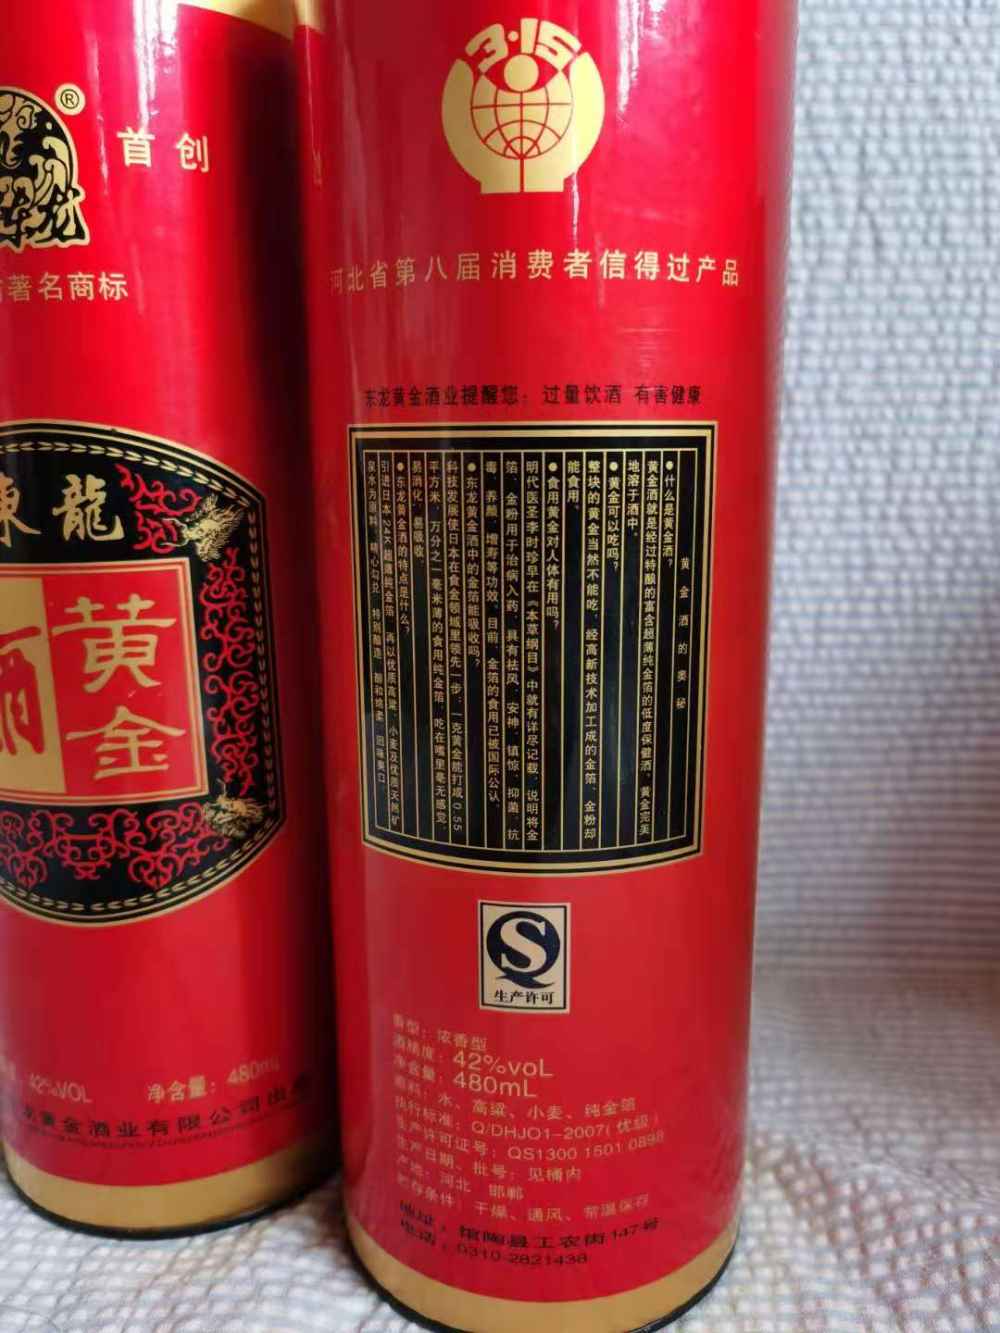 ®
首创
著名商标
東龍
黄金
酒
42%VOL 净含量：480mL
龙黄金酒业有限公司出
3·15
河北省第八届消费者信得过产品
东龙黄金酒业提醒您：过量饮酒 有害健康
黄金酒的奥秘
●什么是黄金酒？
黄金酒就是经过特酿的富含超薄纯金箔的低度保健酒、黄金完美
地溶于酒中。
●黄金可以吃吗？
整块的黄金当然不能吃，经高新技术加工成的金箔、金粉却
能食用。
●食用黄金对人体有用吗？
明代医圣李时珍早在《本草纲目》中就有详尽记载，说明将金
箔、金粉用于治病入药，具有祛风、安神、镇惊、抑菌、抗
毒、养颜、增寿等功效。目前，金箔的食用已被国际公认。
●东龙黄金酒中的金箔能吸收吗？
科技发展使日本在食金领域里领先一步：一克黄金能打成0.55
平方米，万分之一毫米薄的食用纯金箔，吃在嘴里毫无感觉，
易消化，易吸收。
●东龙黄金酒的特点是什么？
引进日本24K超薄纯金箔，再以优质高粱、小麦及优质天然矿
泉水为原料，精心勾兑，特殊酿造，醇和绵柔，回味爽口。
生产许可
香型：浓香型
酒精度：42%voL
净含量：480mL
原料：水、高粱、小麦、纯金箔
执行标准：Q/DHJO1-2007(优级)
生产许可证号：QS1300 1501 0898
生产日期、批号：见桶内
产地：河北 邯郸
贮存条件：干燥、通风、常温保存
地址：馆陶县工农街147号
电话：0310-2821438